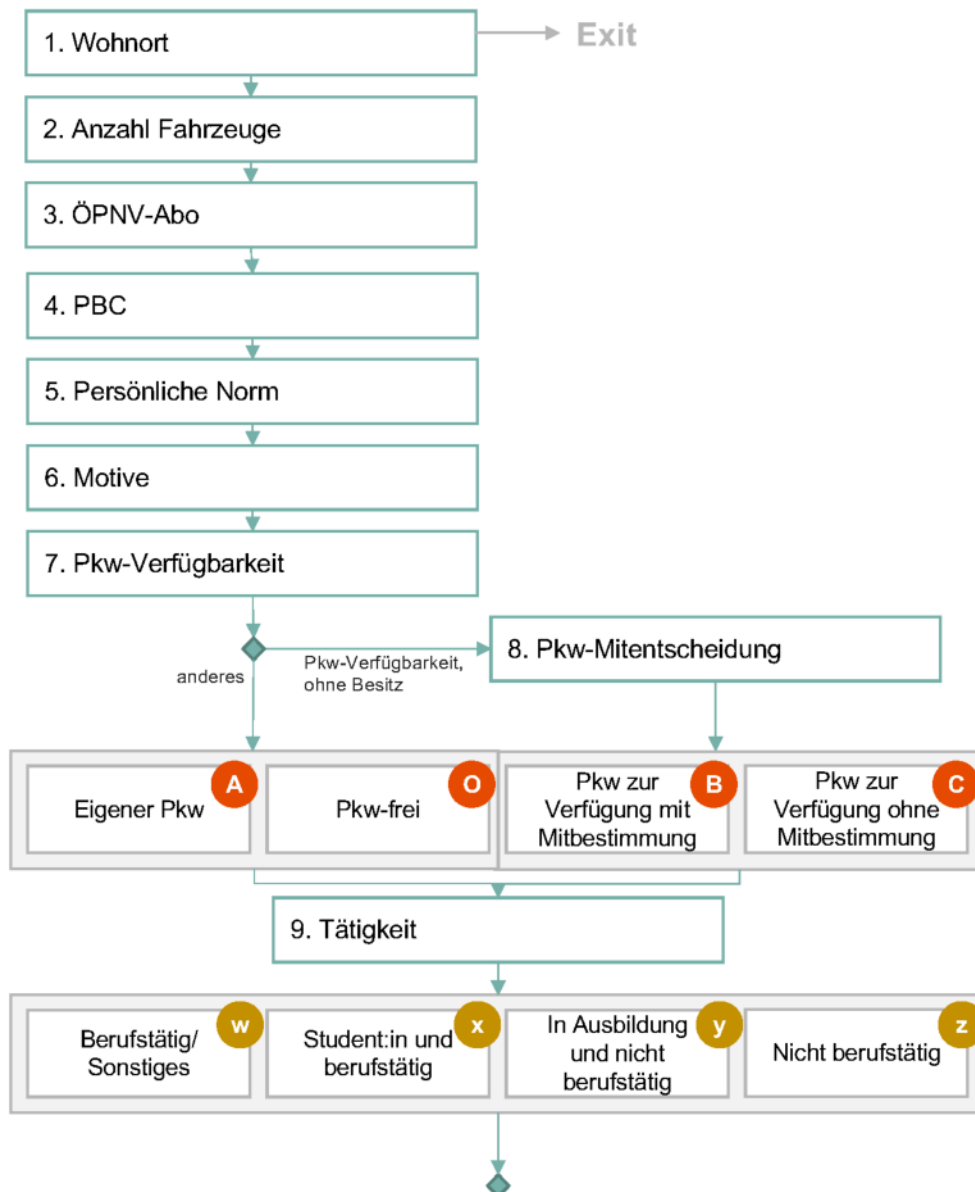 1. Wohnort
Exit
2. Anzahl Fahrzeuge
3. ÖPNV-Abo
4. PBC
5. Persönliche Norm
6. Motive
7. Pkw-Verfügbarkeit
8. Pkw-Mitentscheidung
anderes
Pkw-Verfügbarkeit,
ohne Besitz
A
Eigener Pkw
O
Pkw-frei
B
Pkw zur
Verfügung mit
Mitbestimmung
C
Pkw zur
Verfügung ohne
Mitbestimmung
9. Tätigkeit
w
Berufstätig/
Sonstiges
x
Student:in und
berufstätig
y
In Ausbildung
und nicht
berufstätig
z
Nicht berufstätig